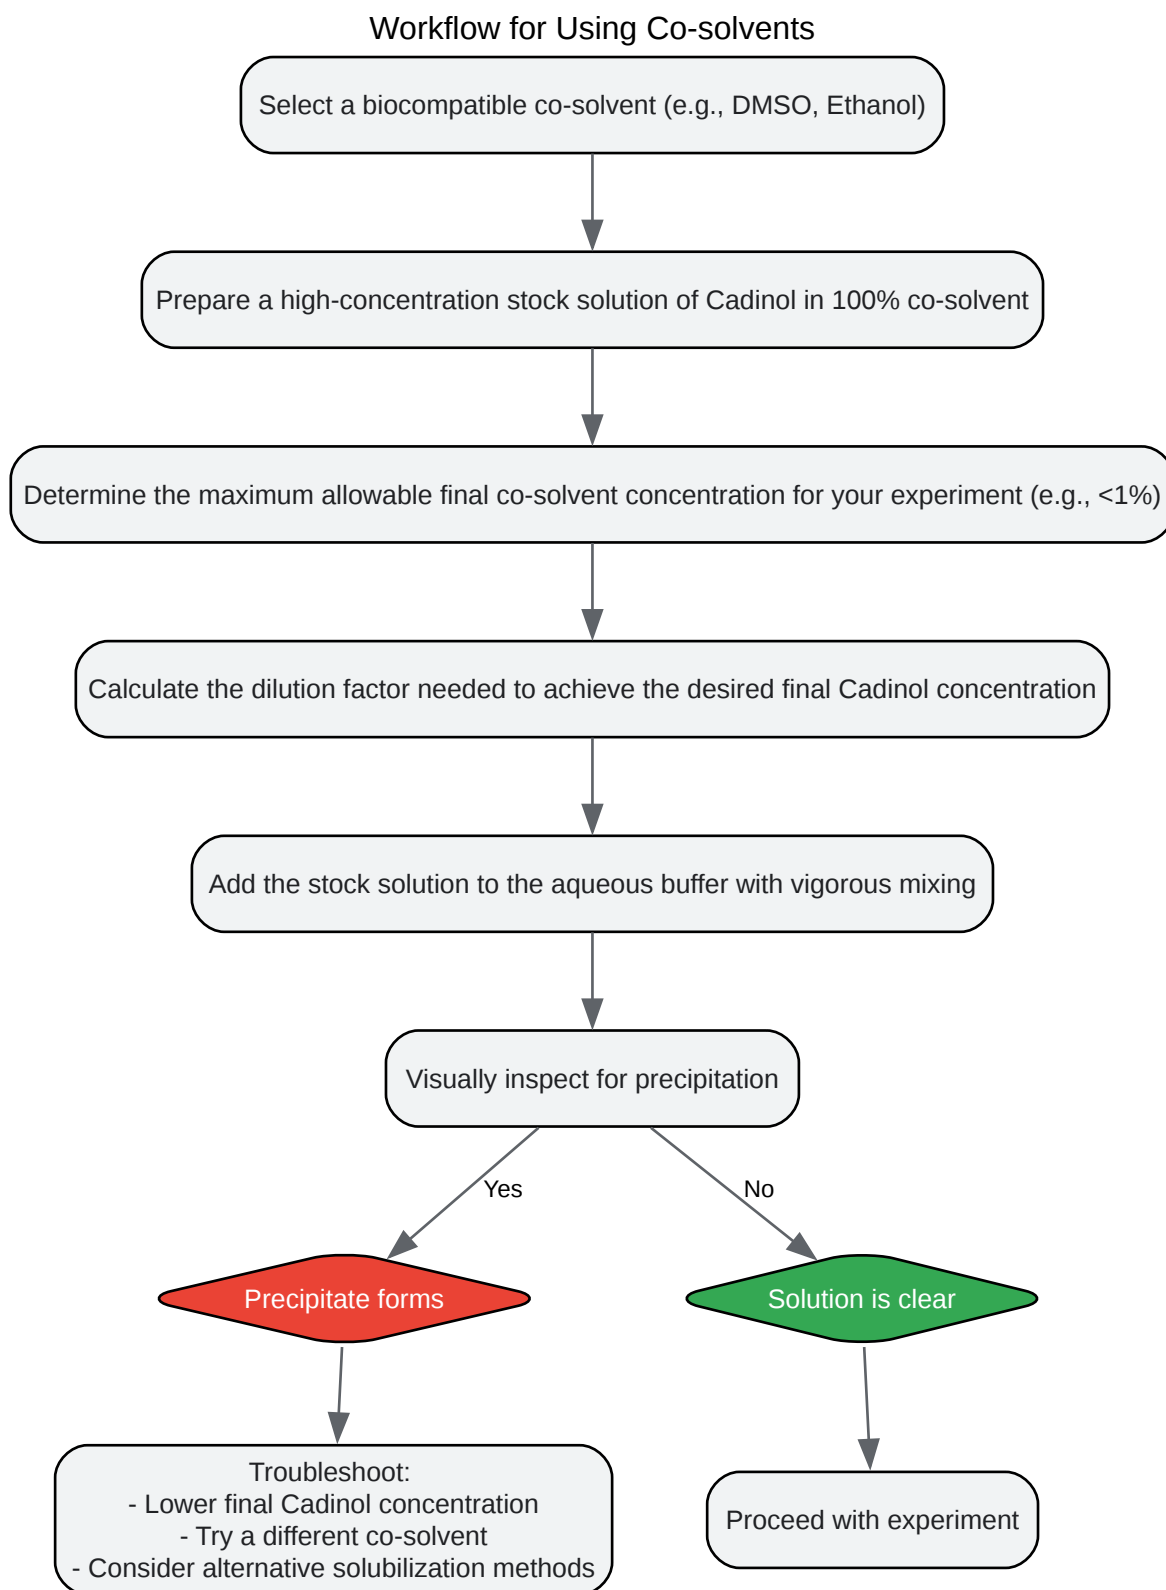 Workflow for Using Co-solvents
Select a biocompatible co-solvent (e.g., DMSO, Ethanol)
Prepare a high-concentration stock solution of Cadinol in 100% co-solvent
Determine the maximum allowable final co-solvent concentration for your experiment (e.g., <1%)
Calculate the dilution factor needed to achieve the desired final Cadinol concentration
Add the stock solution to the aqueous buffer with vigorous mixing
Visually inspect for precipitation
Yes
No
Precipitate forms
Solution is clear
Troubleshoot:
- Lower final Cadinol concentration
- Try a different co-solvent
- Consider alternative solubilization methods
Proceed with experiment